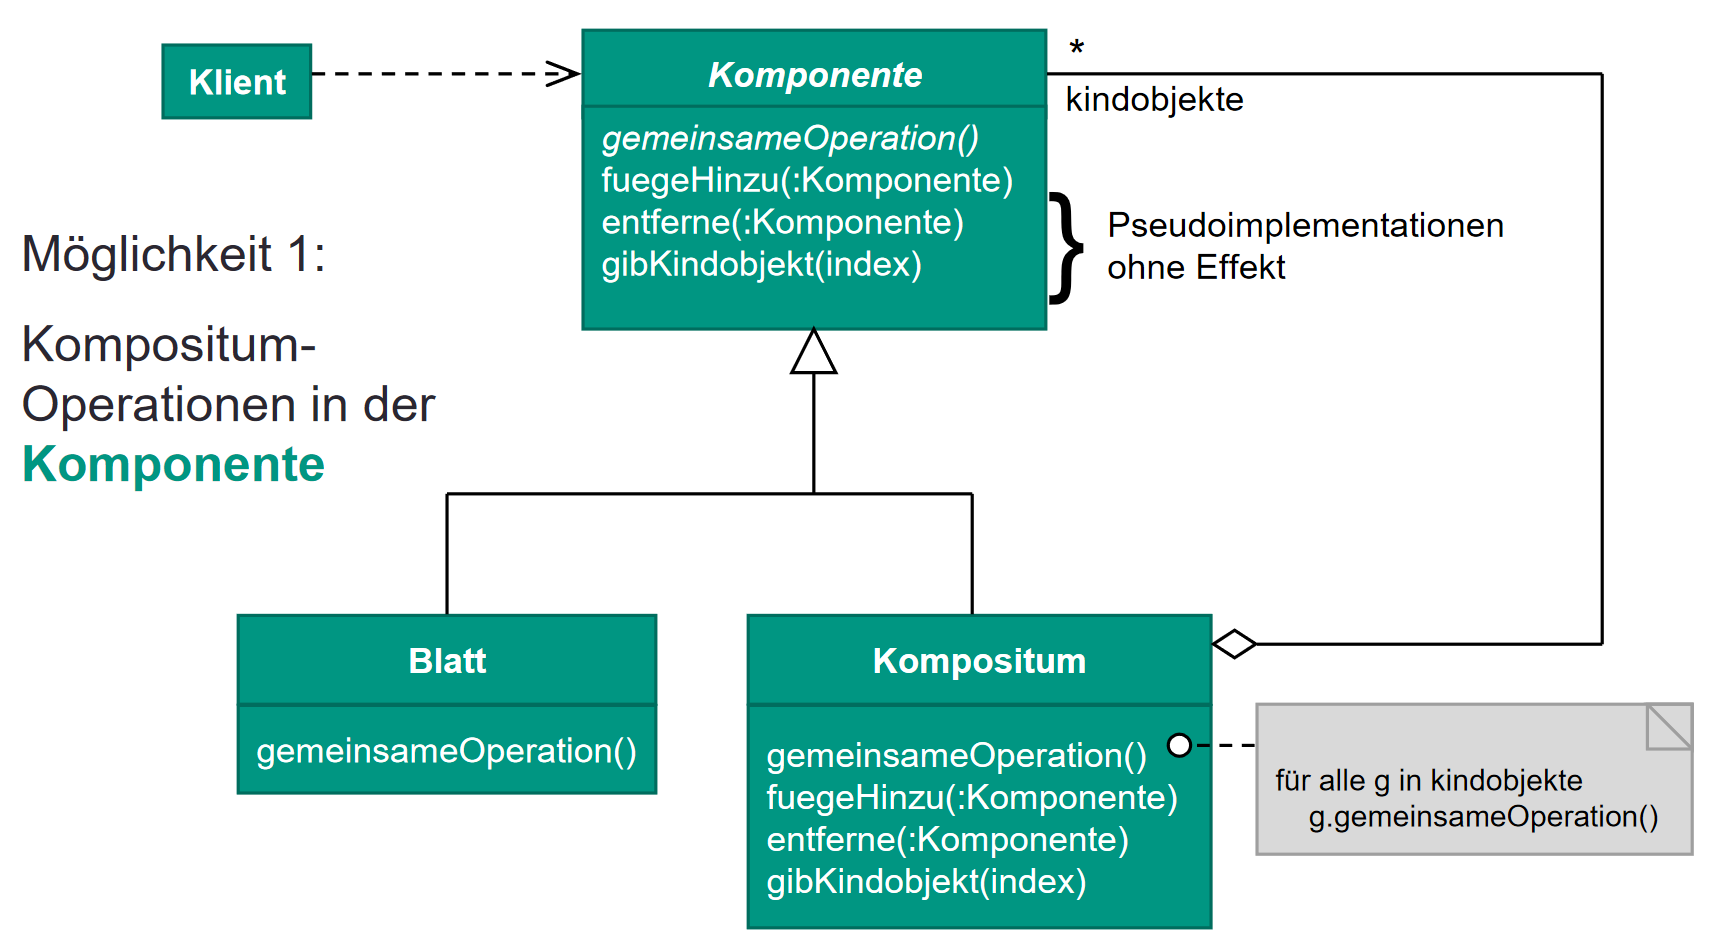 Klient
Komponente
*
kindobjekte
gemeinsameOperation()
fuegeHinzu(:Komponente)
entferne(:Komponente)
gibKindobjekt(index)
Pseudoimplementationen
ohne Effekt
Möglichkeit 1:
Kompositum-
Operationen in der
Komponente
Blatt
gemeinsameOperation()
Kompositum
gemeinsameOperation()
fuegeHinzu(:Komponente)
entferne(:Komponente)
gibKindobjekt(index)
für alle g in kindobjekte
g.gemeinsameOperation()